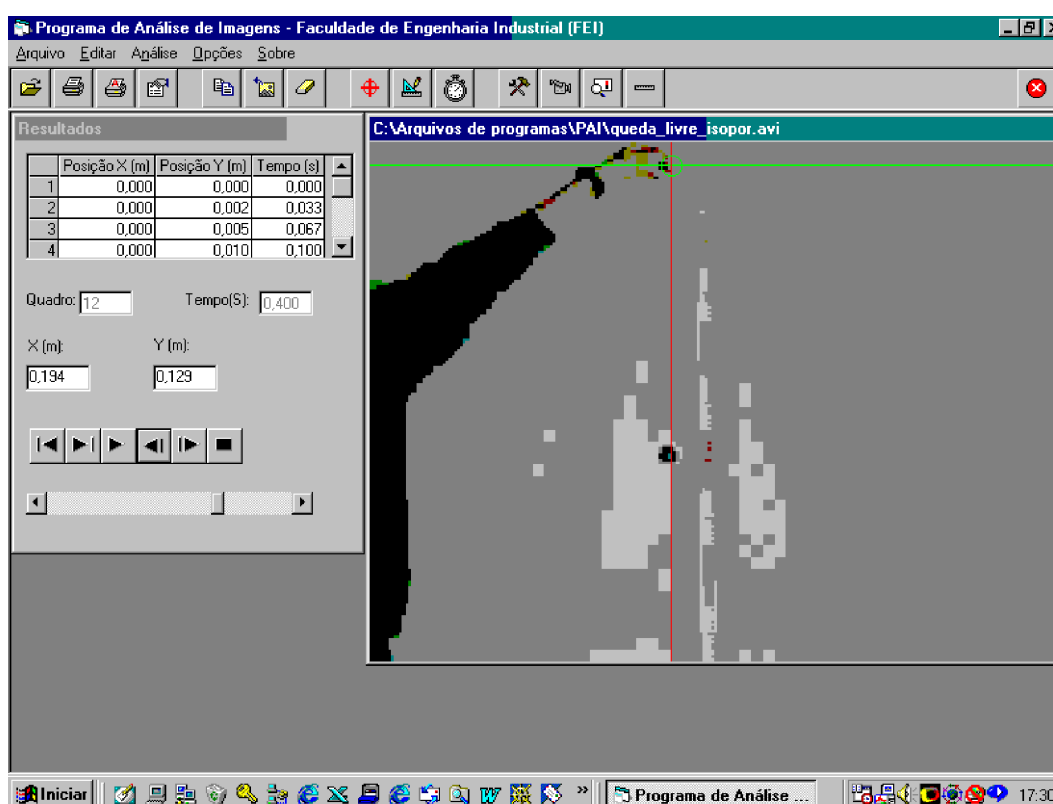 Programa de Análise de Imagens - Faculdade de Engenharia Industrial (FEI)
Arquivo Editar Análise Opções Sobre
Resultados
Posição X (m) Posição Y (m) Tempo (s)
1 0,000 0,000 0,000
2 0,000 0,002 0,033
3 0,000 0,005 0,067
4 0,000 0,010 0,100
Quadro: 12 Tempo(S): 0,400
X (m): Y (m):
0,194 0,129
C:\Arquivos de programas\PAI\queda_livre_isopor.avi
Iniciar
Programa de Análise ...
17:30